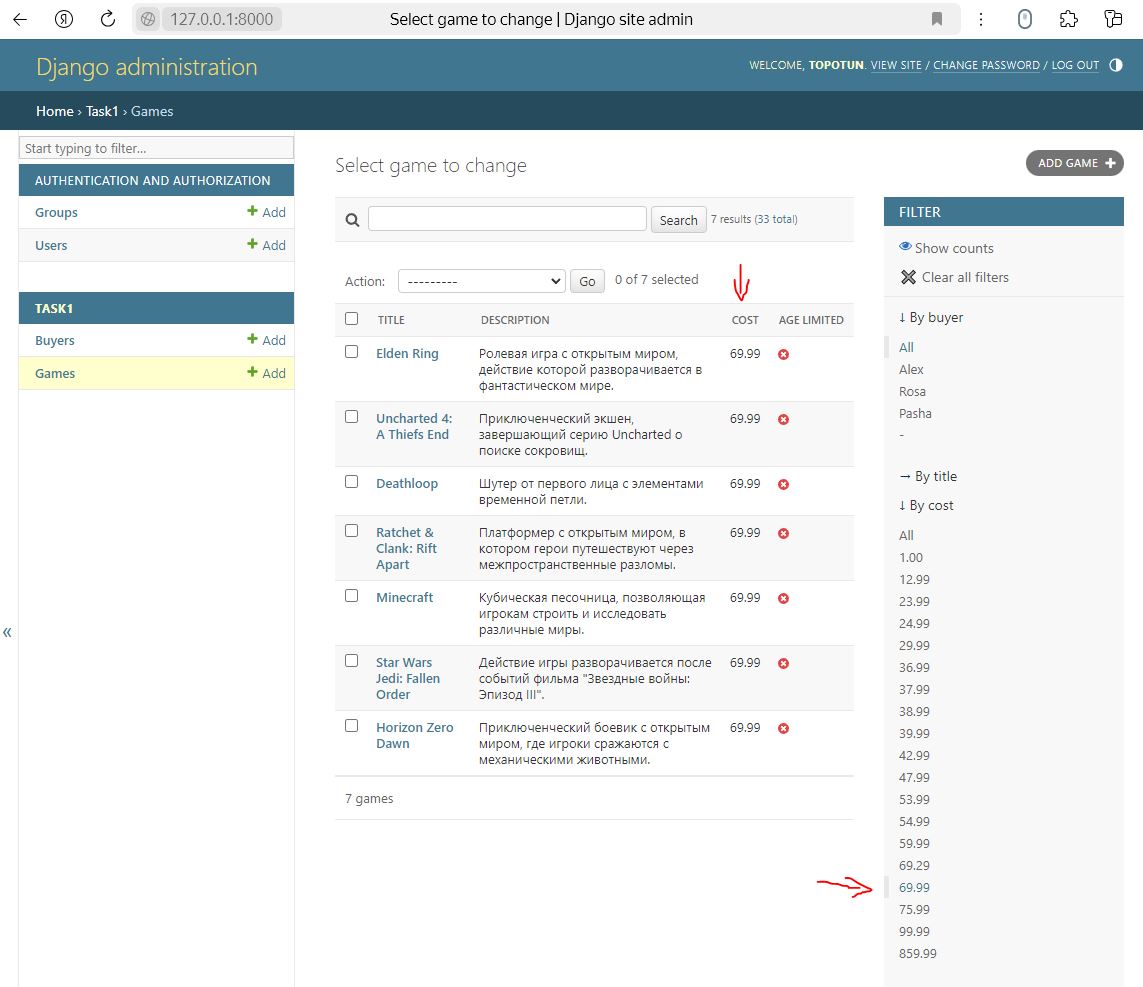 127.0.0.1:8000
Select game to change | Django site admin
Django administration
WELCOME, TOPOTUN. VIEW SITE / CHANGE PASSWORD / LOG OUT
Home › Task1 › Games
Start typing to filter...
AUTHENTICATION AND AUTHORIZATION
Groups + Add
Users + Add
TASK1
Buyers + Add
Games + Add
«
Select game to change
ADD GAME +
Search 7 results (33 total)
Action: --------- Go 0 of 7 selected
TITLE DESCRIPTION COST AGE LIMITED
Elden Ring
Ролевая игра с открытым миром,
действие которой разворачивается в
фантастическом мире.
69.99
Uncharted 4:
A Thiefs End
Приключенческий экшен,
завершающий серию Uncharted о
поиске сокровищ.
69.99
Deathloop
Шутер от первого лица с элементами
временной петли.
69.99
Ratchet &
Clank: Rift
Apart
Платформер с открытым миром, в
котором герои путешествуют через
межпространственные разломы.
69.99
Minecraft
Кубическая песочница, позволяющая
игрокам строить и исследовать
различные миры.
69.99
Star Wars
Jedi: Fallen
Order
Действие игры разворачивается после
событий фильма "Звездные войны:
Эпизод III".
69.99
Horizon Zero
Dawn
Приключенческий боевик с открытым
миром, где игроки сражаются с
механическими животными.
69.99
7 games
FILTER
Show counts
Clear all filters
↓ By buyer
All
Alex
Rosa
Pasha
-
→ By title
↓ By cost
All
1.00
12.99
23.99
24.99
29.99
36.99
37.99
38.99
39.99
42.99
47.99
53.99
54.99
59.99
69.29
69.99
75.99
99.99
859.99